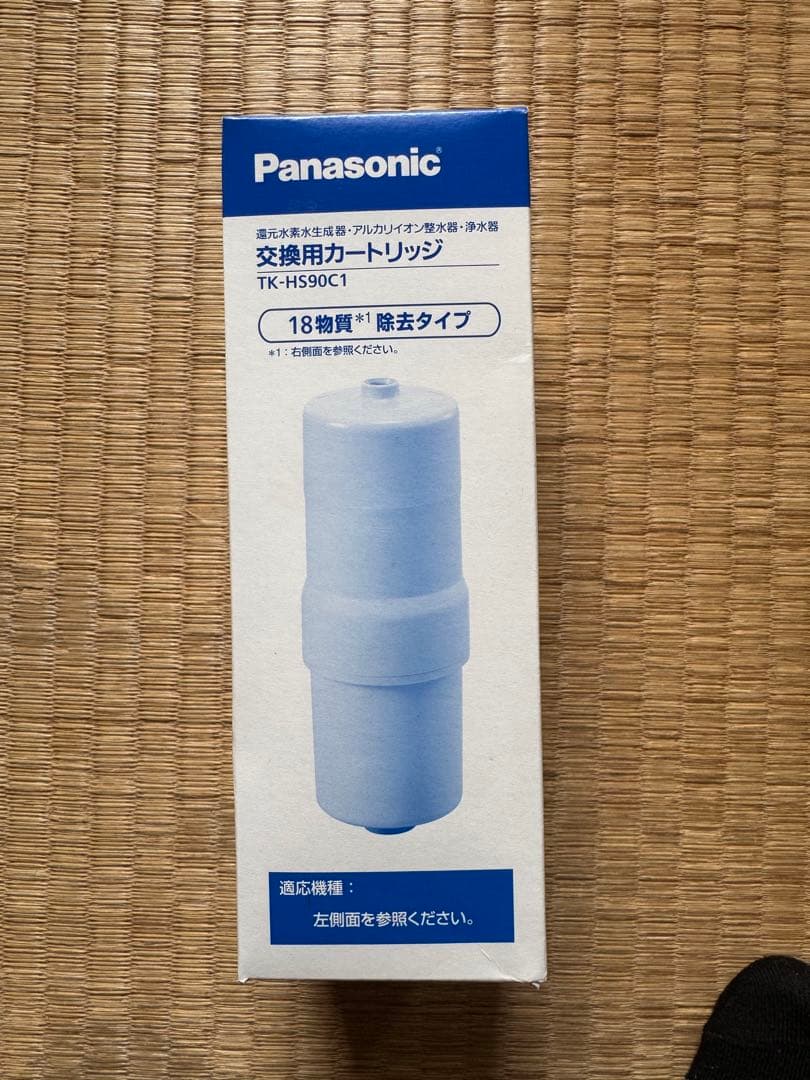 Panasonic®
還元水素水生成器・アルカリイオン整水器・浄水器
交換用カートリッジ
TK-HS90C1
18物質*1除去タイプ
*1：右側面を参照ください。
適応機種：
左側面を参照ください。